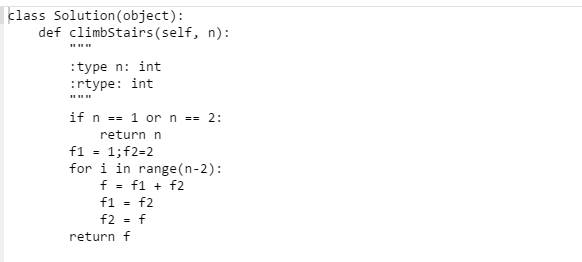 class Solution(object):
    def climbStairs(self, n):
        """
        :type n: int
        :rtype: int
        """
        if n == 1 or n == 2:
            return n
        f1 = 1;f2=2
        for i in range(n-2):
            f = f1 + f2
            f1 = f2
            f2 = f
        return f